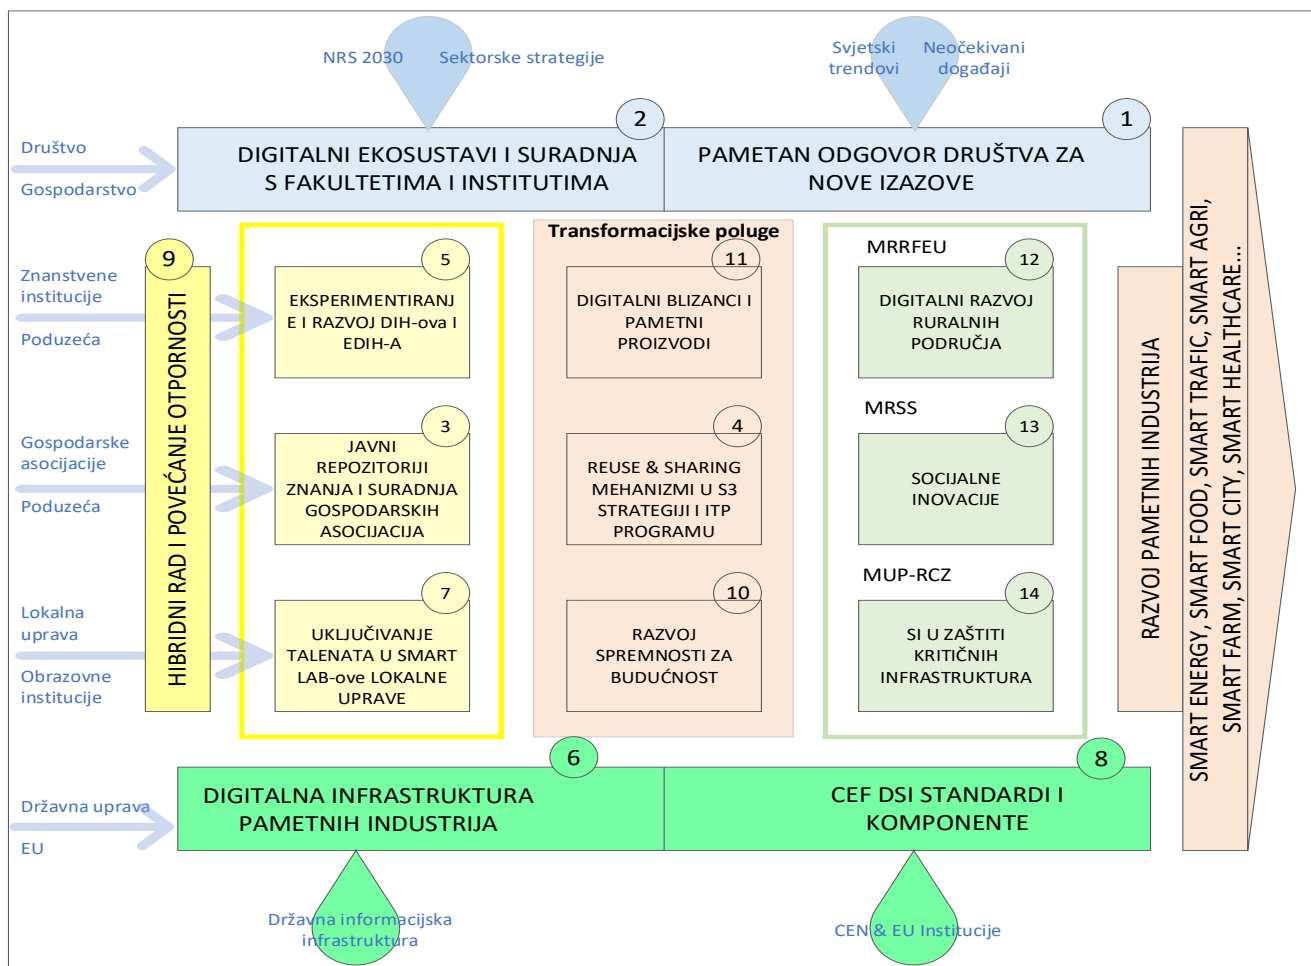 NRS 2030
Sektorske strategije
Svjetski
trendovi
Neočekivani
događaji
2
1
Društvo
Gospodarstvo
DIGITALNI EKOSUSTAVI I SURADNJA
S FAKULTETIMA I INSTITUTIMA
PAMETAN ODGOVOR DRUŠTVA ZA
NOVE IZAZOVE
Transformacijske poluge
9
HIBRIDNI RAD I POVEĆANJE OTPORNOSTI
Znanstvene
institucije
Poduzeća
5
EKSPERIMENTIRANJ
E I RAZVOJ DIH-ova I
EDIH-A
11
DIGITALNI BLIZANCI I
PAMETNI
PROIZVODI
MRRFEU
12
DIGITALNI RAZVOJ
RURALNIH
PODRUČJA
Gospodarske
asocijacije
Poduzeća
3
JAVNI
REPOZITORIJI
ZNANJA I SURADNJA
GOSPODARSKIH
ASOCIJACIJA
4
REUSE & SHARING
MEHANIZMI U S3
STRATEGIJI I ITP
PROGRAMU
MRSS
13
SOCIJALNE
INOVACIJE
Lokalna
uprava
Obrazovne
institucije
7
UKLJUČIVANJE
TALENATA U SMART
LAB-ove LOKALNE
UPRAVE
10
RAZVOJ
SPREMNOSTI ZA
BUDUĆNOST
MUP-RCZ
14
SI U ZAŠTITI
KRITIČNIH
INFRASTRUKTURA
RAZVOJ PAMETNIH INDUSTRIJA
SMART ENERGY, SMART FOOD, SMART TRAFIC, SMART AGRI,
SMART FARM, SMART CITY, SMART HEALTHCARE...
6
8
Državna uprava
EU
DIGITALNA INFRASTRUKTURA
PAMETNIH INDUSTRIJA
CEF DSI STANDARDI I
KOMPONENTE
Državna informacijska
infrastruktura
CEN & EU Institucije